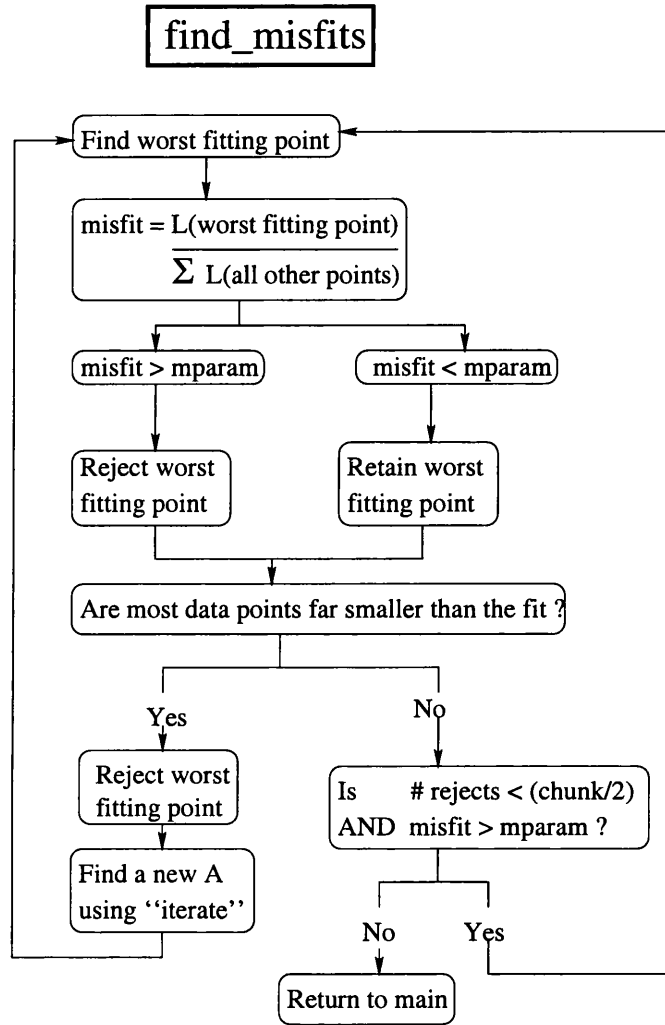 find_misfits
Find worst fitting point
misfit = L(worst fitting point)
Σ L(all other points)
misfit > mparam
misfit < mparam
Reject worst
fitting point
Retain worst
fitting point
Are most data points far smaller than the fit ?
Yes
No
Reject worst
fitting point
Is # rejects < (chunk/2)
AND misfit > mparam ?
Find a new A
using ‘‘iterate’’
No
Yes
Return to main